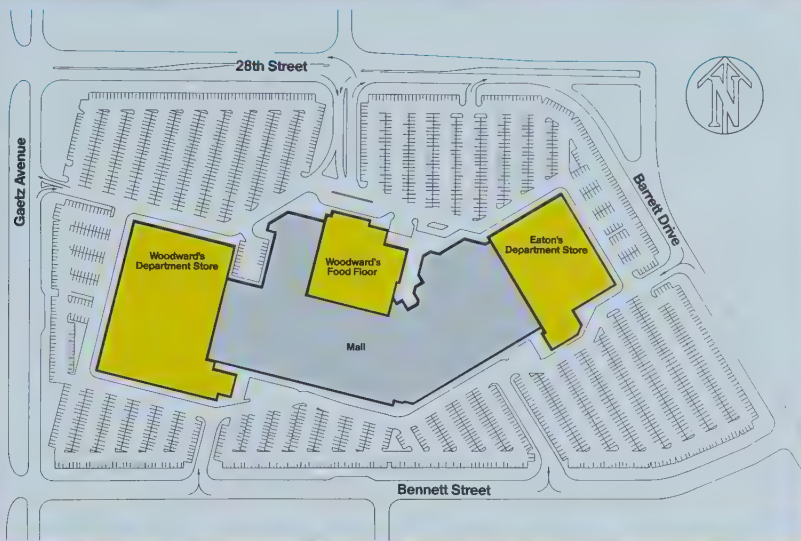 28th Street
N
Gaetz Avenue
Barrett Drive
Woodward's
Department Store
Woodward's
Food Floor
Eaton's
Department Store
Mall
Bennett Street